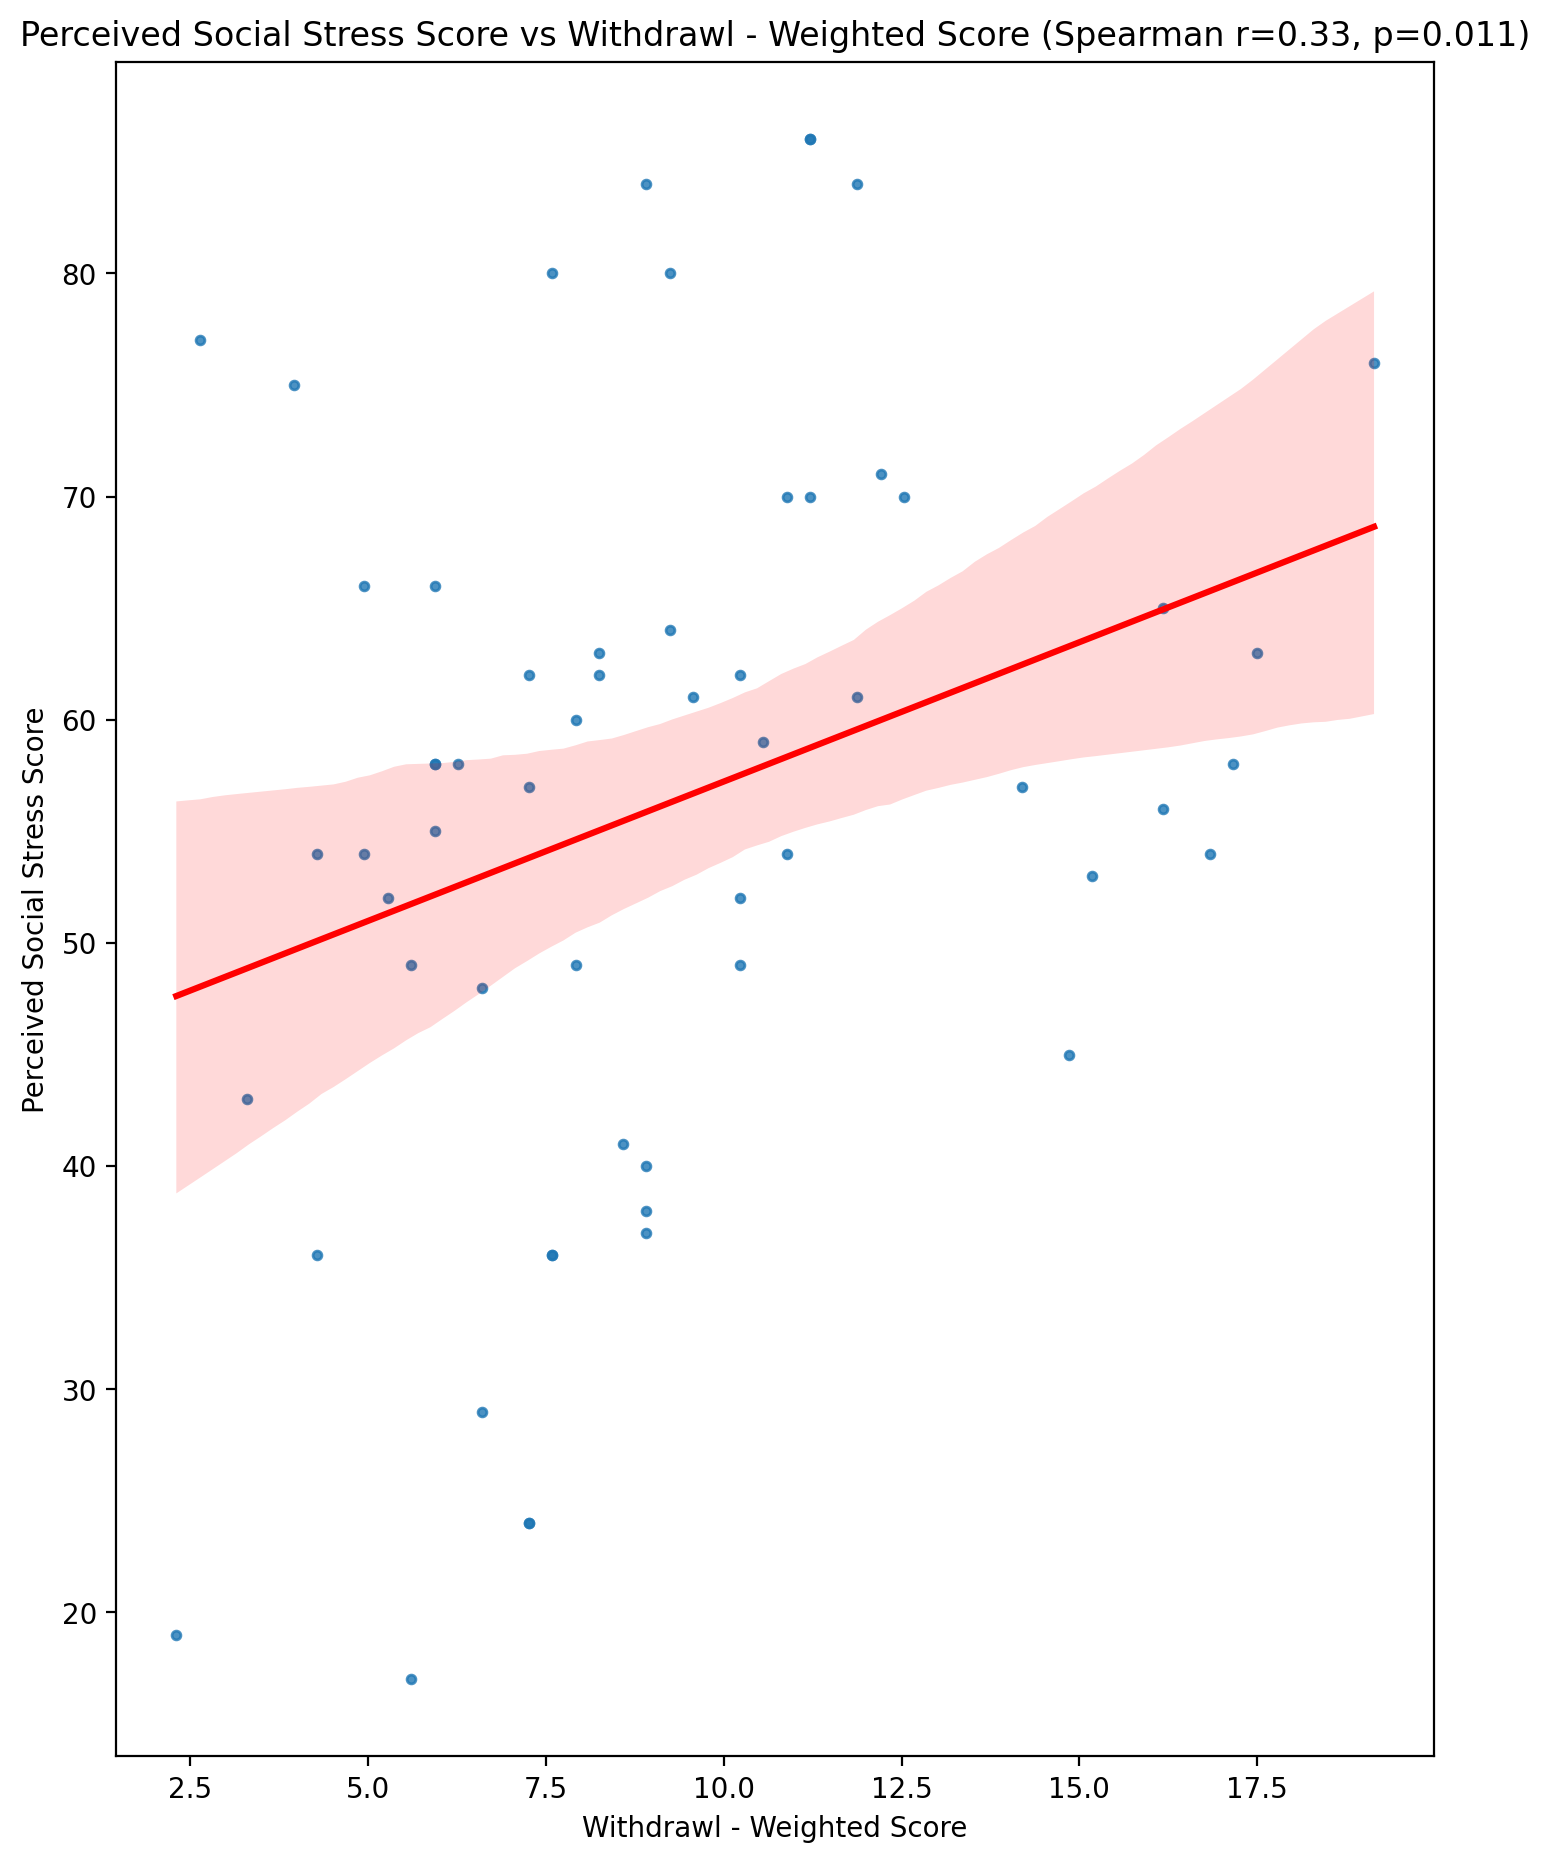 Perceived Social Stress Score vs Withdrawl - Weighted Score (Spearman r=0.33, p=0.011)
80
70
60
50
40
30
20
Perceived Social Stress Score
2.5 5.0 7.5 10.0 12.5 15.0 17.5
Withdrawl - Weighted Score